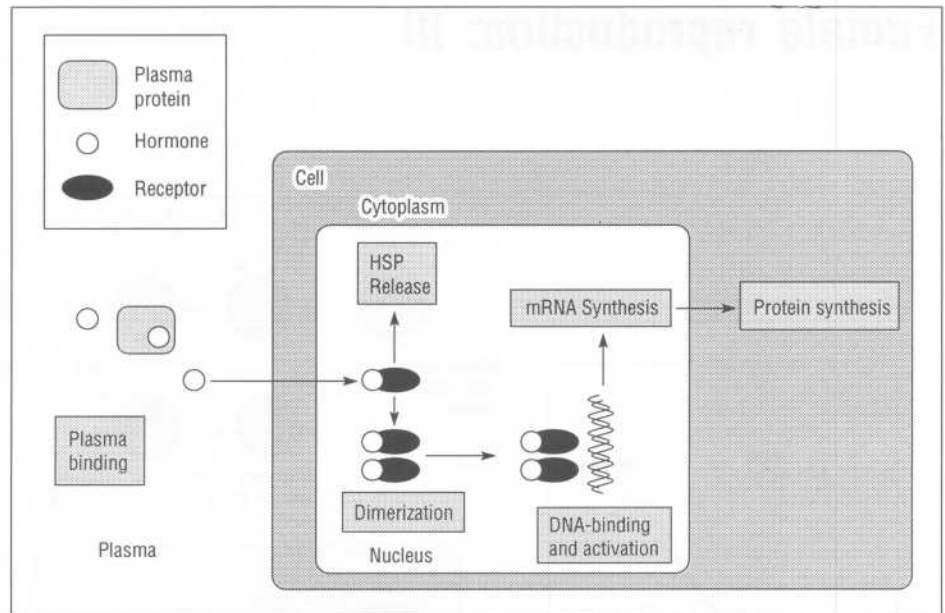 Plasma
protein
Hormone
Receptor
Cell
Cytoplasm
HSP
Release
mRNA Synthesis
Protein synthesis
Plasma
binding
Dimerization
DNA-binding
and activation
Plasma
Nucleus